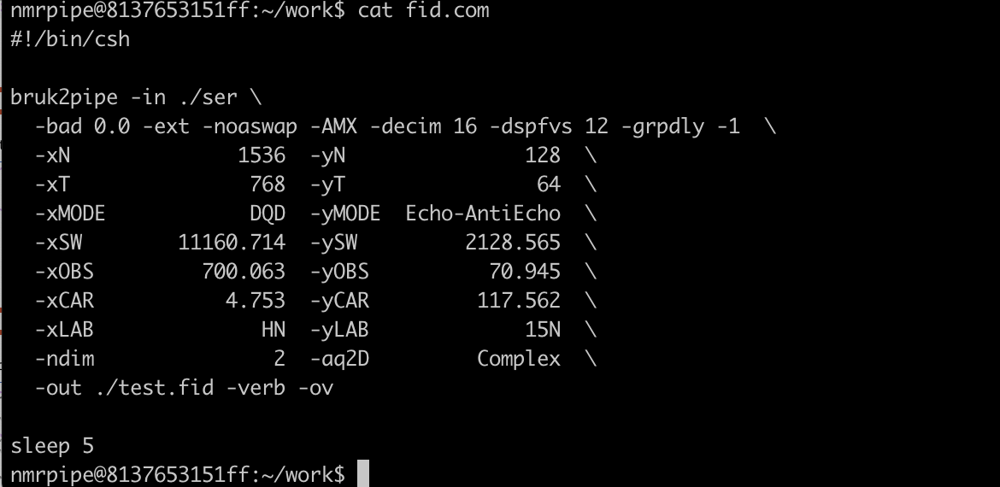 nmrpipe@8137653151ff:~/work$ cat fid.com
#!/bin/csh
bruk2pipe -in ./ser \
-bad 0.0 -ext -noaswap -AMX -decim 16 -dspfvs 12 -grpdly -1 \
-xN 1536 -yN 128 \
-xT 768 -yT 64 \
-xMODE DQD -yMODE Echo-AntiEcho \
-xSW 11160.714 -ySW 2128.565 \
-xOBS 700.063 -yOBS 70.945 \
-xCAR 4.753 -yCAR 117.562 \
-xLAB HN -yLAB 15N \
-ndim 2 -aq2D Complex \
-out ./test.fid -verb -ov
sleep 5
nmrpipe@8137653151ff:~/work$